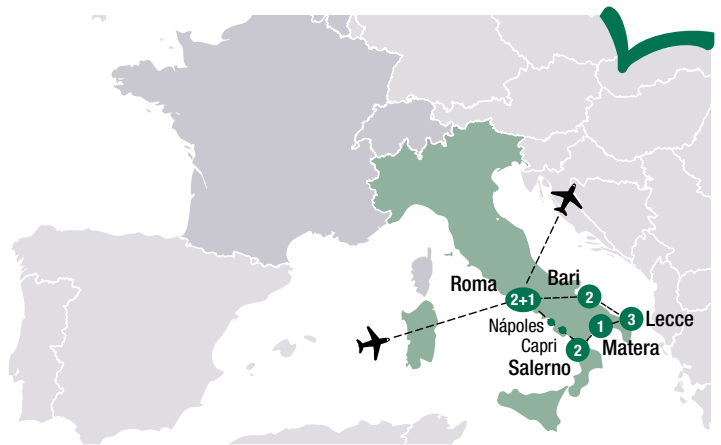 Roma
2+1
Bari
2
3
Lecce
Nápoles
1
Capri
Matera
2
Salerno